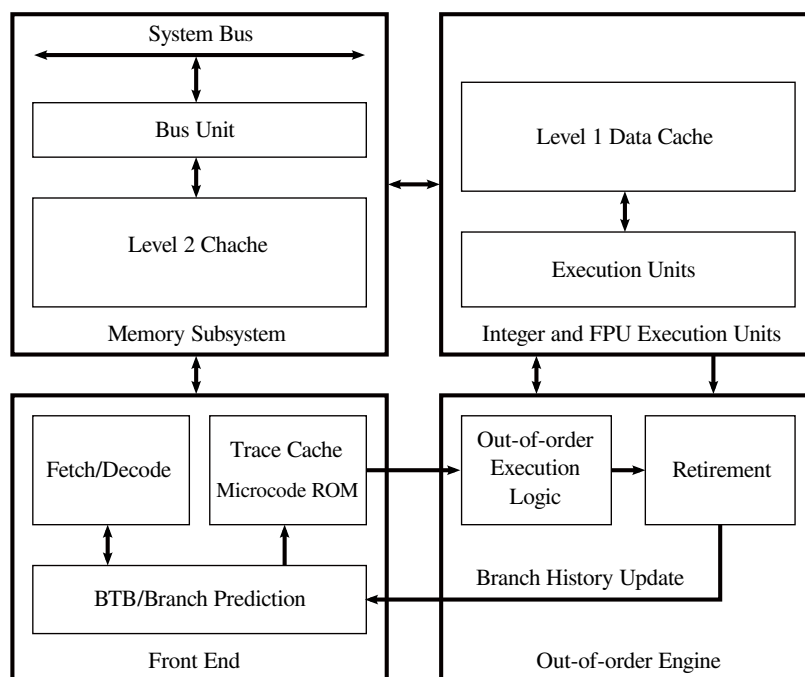 System Bus
Bus Unit
Level 2 Chache
Memory Subsystem
Level 1 Data Cache
Execution Units
Integer and FPU Execution Units
Fetch/Decode
Trace Cache
Microcode ROM
BTB/Branch Prediction
Front End
Out-of-order
Execution
Logic
Retirement
Branch History Update
Out-of-order Engine